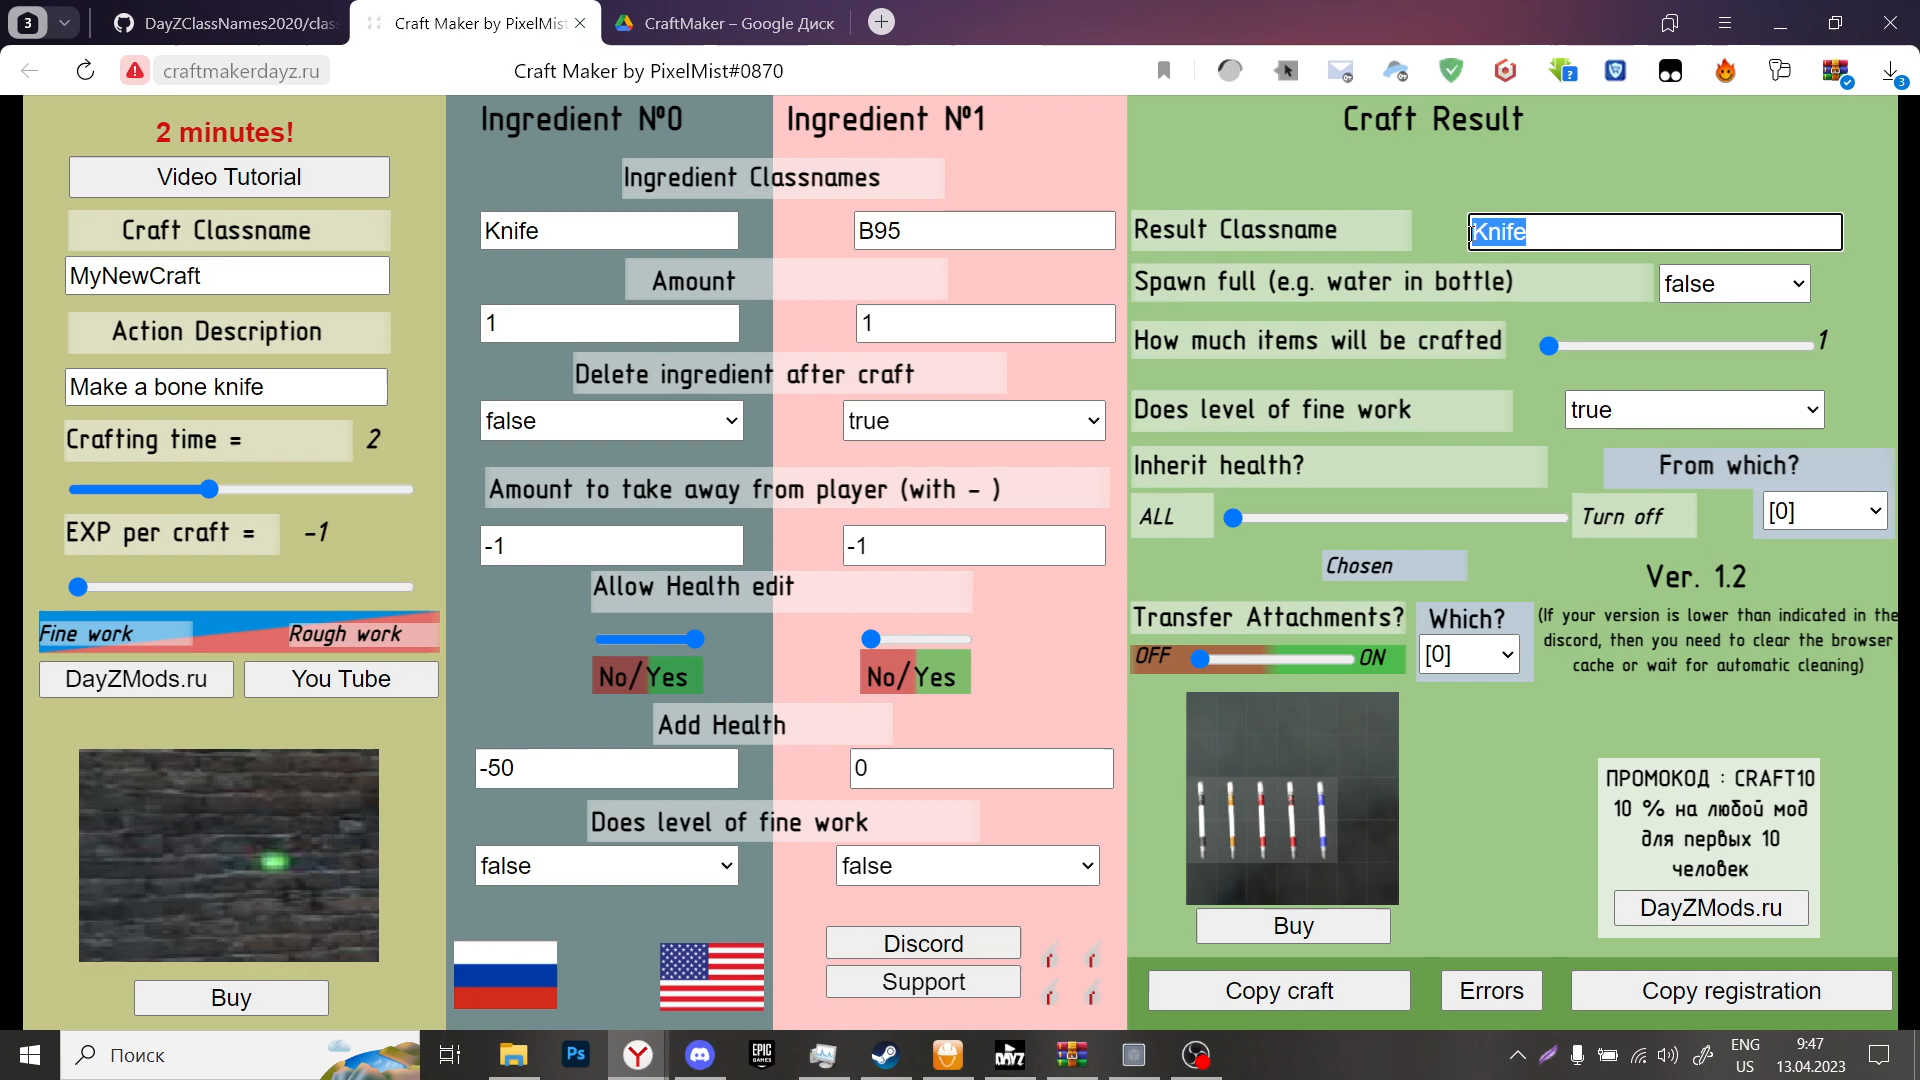 3
DayZClassNames2020/clas
Craft Maker by PixelMist
CraftMaker – Google Диск
craftmakerdayz.ru
Craft Maker by PixelMist#0870
3
2 minutes!
Video Tutorial
Craft Classname
MyNewCraft
Action Description
Make a bone knife
Crafting time = 2
EXP per craft = -1
Fine work
Rough work
DayZMods.ru
You Tube
Buy
Ingredient №0
Ingredient №1
Ingredient Classnames
Knife
B95
Amount
1
1
Delete ingredient after craft
false
true
Amount to take away from player (with - )
-1
-1
Allow Health edit
No/Yes
No/Yes
Add Health
-50
0
Does level of fine work
false
false
Discord
Support
Craft Result
Result Classname
Knife
Spawn full (e.g. water in bottle)
false
How much items will be crafted
1
Does level of fine work
true
Inherit health?
From which?
ALL
Turn off
[0]
Chosen
Ver. 1.2
Transfer Attachments?
Which?
(If your version is lower than indicated in the
discord, then you need to clear the browser
cache or wait for automatic cleaning)
OFF
ON
[0]
ПРОМОКОД : CRAFT10
10 % на любой мод
для первых 10
человек
DayZMods.ru
Buy
Copy craft
Errors
Copy registration
Поиск
Ps
EPIC
GAMES
DAYZ
ENG
US
9:47
13.04.2023